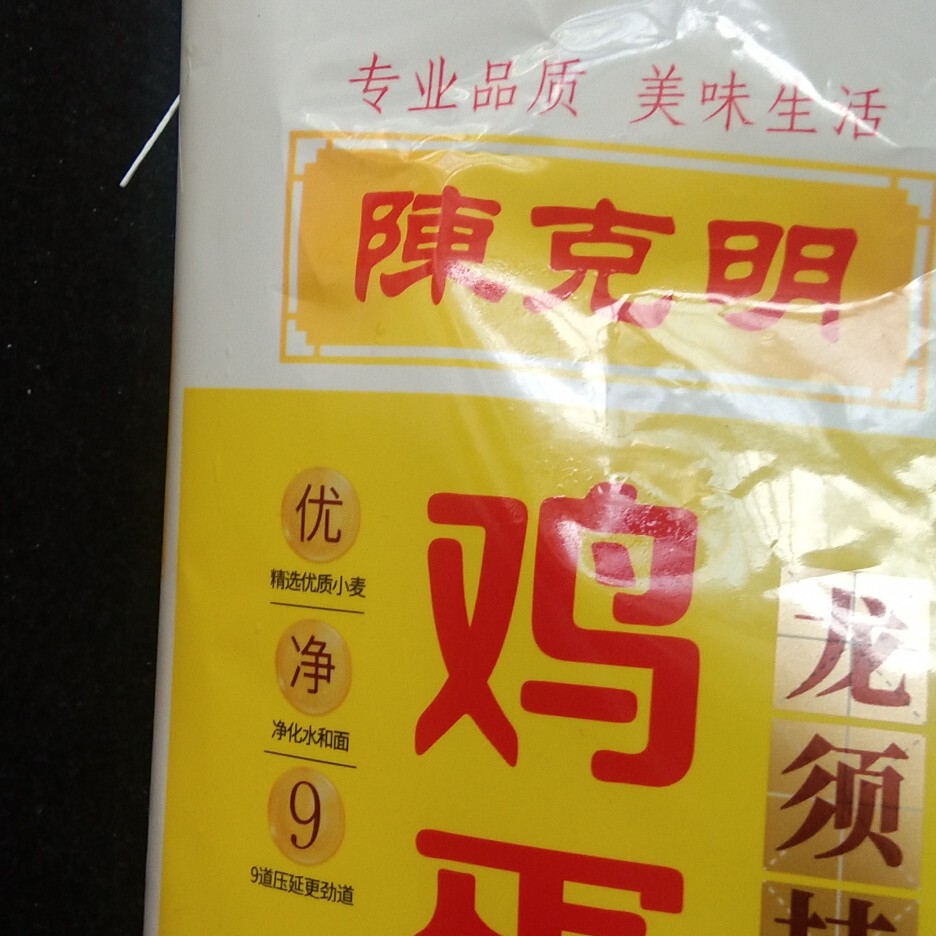 专业品质 美味生活
陳克明
优
精选优质小麦
净
净化水和面
9
9道压延更劲道
鸡
龙须